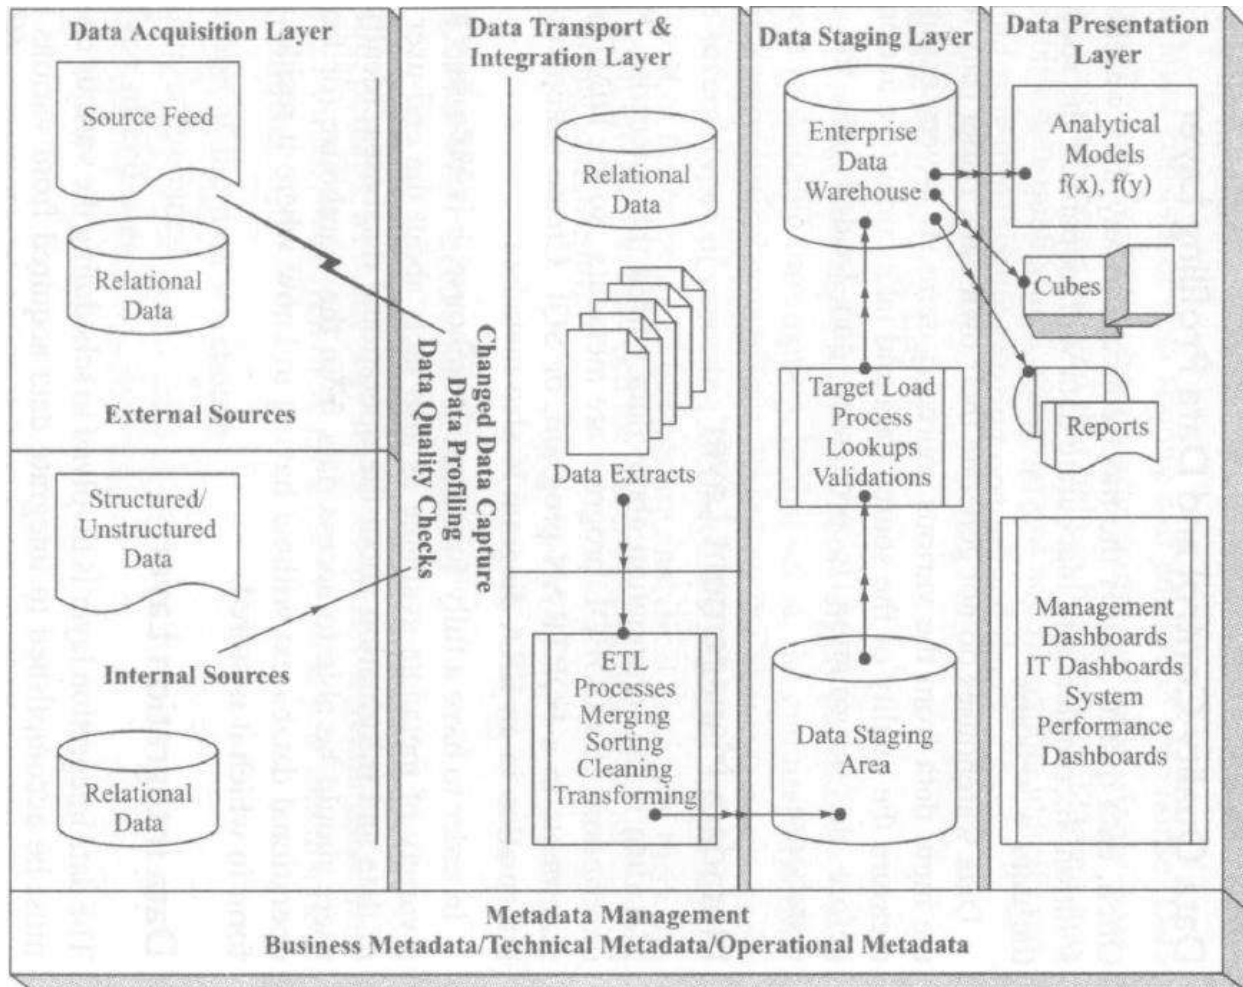 Data Acquisition Layer
Source Feed
Relational
Data
External Sources
Structured/
Unstructured
Data
Internal Sources
Relational
Data
Data Transport &
Integration Layer
Changed Data Capture
Data Profiling
Data Quality Checks
Relational
Data
Data Extracts
ETL
Processes
Merging
Sorting
Cleaning
Transforming
Data Staging Layer
Enterprise
Data
Warehouse
Target Load
Process
Lookups
Validations
Data Staging
Area
Data Presentation
Layer
Analytical
Models
f(x), f(y)
Cubes
Reports
Management
Dashboards
IT Dashboards
System
Performance
Dashboards
Metadata Management
Business Metadata/Technical Metadata/Operational Metadata